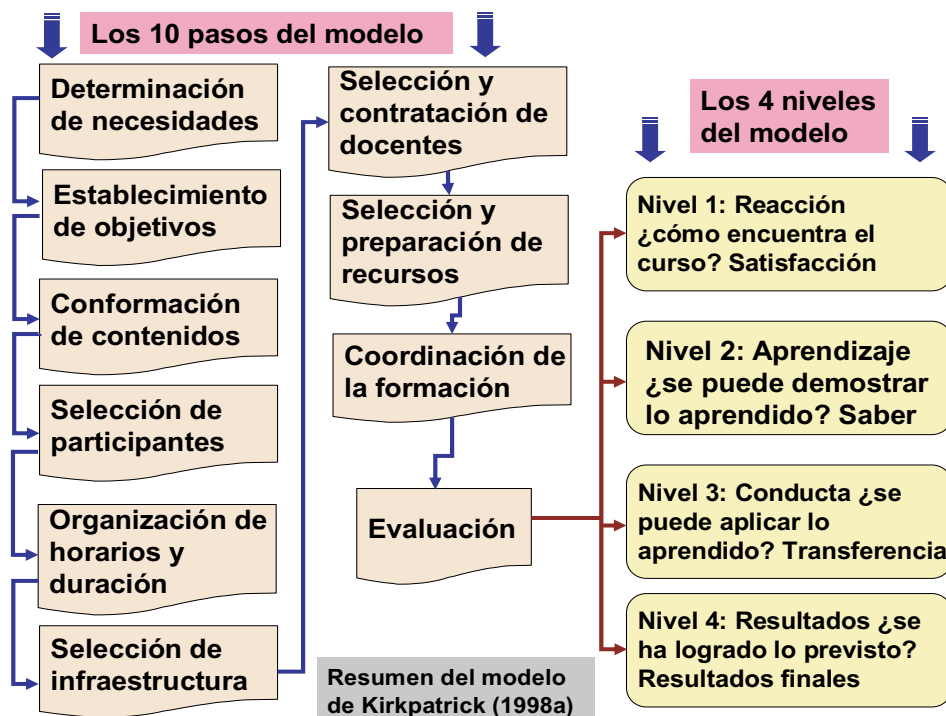 Los 10 pasos del modelo
Determinación
de necesidades
Establecimiento
de objetivos
Conformación
de contenidos
Selección de
participantes
Organización de
horarios y
duración
Selección de
infraestructura
Selección y
contratación de
docentes
Selección y
preparación de
recursos
Coordinación de
la formación
Evaluación
Los 4 niveles
del modelo
Nivel 1: Reacción
¿cómo encuentra el
curso? Satisfacción
Nivel 2: Aprendizaje
¿se puede demostrar
lo aprendido? Saber
Nivel 3: Conducta ¿se
puede aplicar lo
aprendido? Transferencia
Nivel 4: Resultados ¿se
ha logrado lo previsto?
Resultados finales
Resumen del modelo
de Kirkpatrick (1998a)